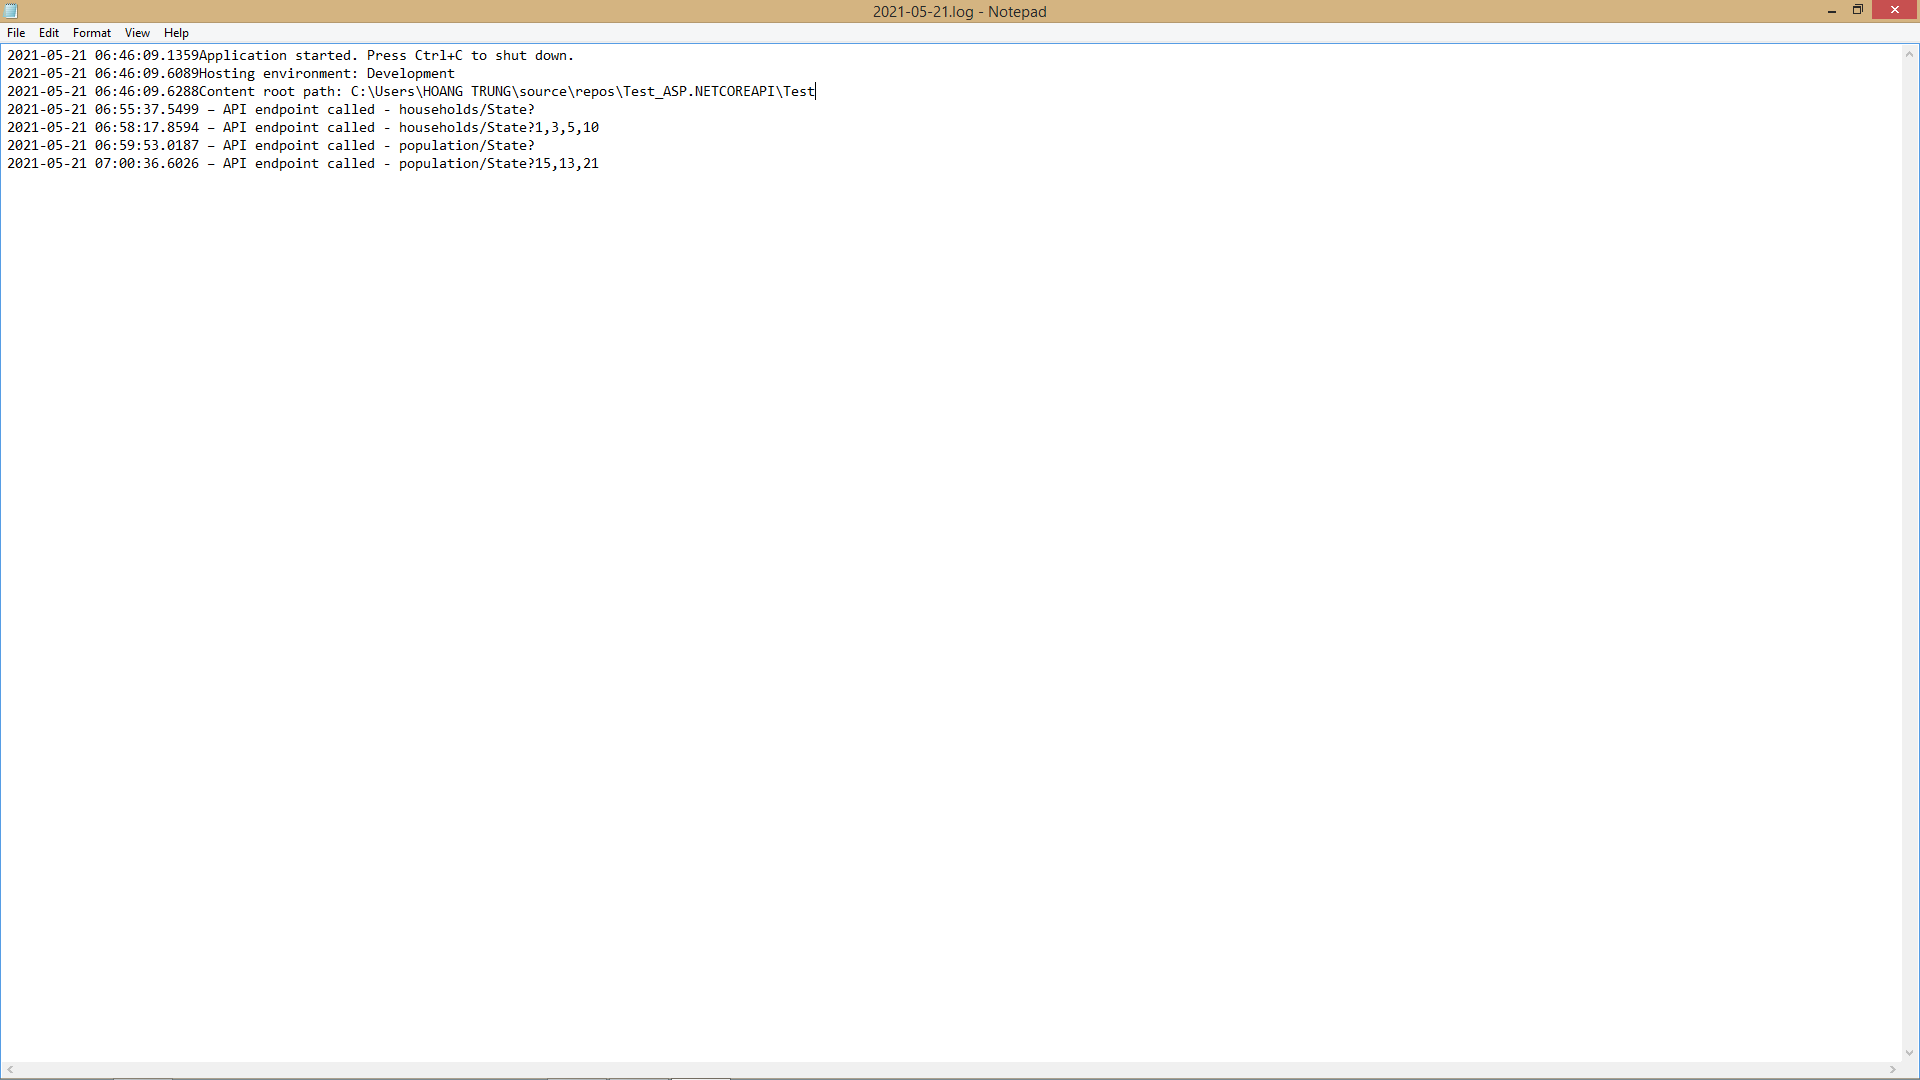 2021-05-21.log - Notepad
File Edit Format View Help
2021-05-21 06:46:09.1359Application started. Press Ctrl+C to shut down.
2021-05-21 06:46:09.6089Hosting environment: Development
2021-05-21 06:46:09.6288Content root path: C:\Users\HOANG TRUNG\source\repos\Test_ASP.NETCOREAPI\Test
2021-05-21 06:55:37.5499 – API endpoint called - households/State?
2021-05-21 06:58:17.8594 – API endpoint called - households/State?1,3,5,10
2021-05-21 06:59:53.0187 – API endpoint called - population/State?
2021-05-21 07:00:36.6026 – API endpoint called - population/State?15,13,21